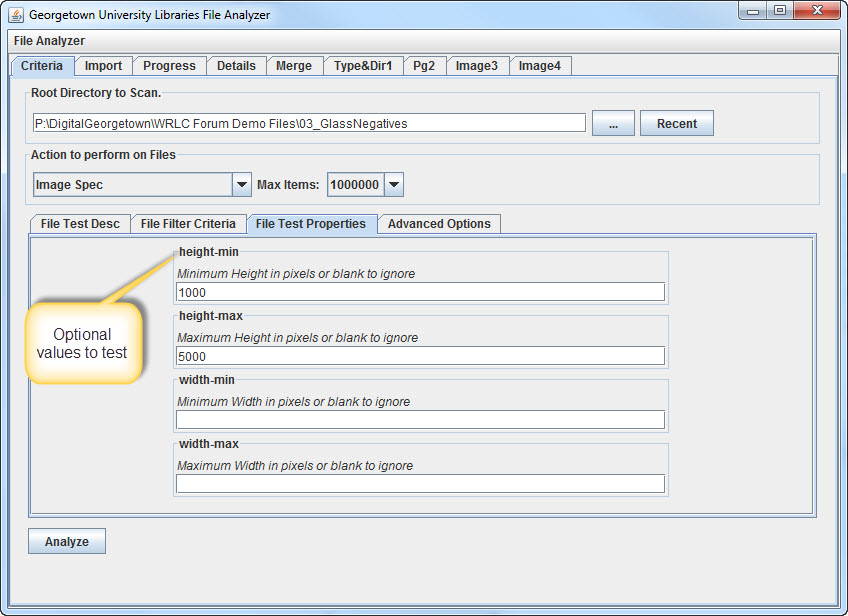 Georgetown University Libraries File Analyzer
File Analyzer
Criteria Import Progress Details Merge Type&Dir1 Pg2 Image3 Image4
Root Directory to Scan.
P:\DigitalGeorgetown\WRLC Forum Demo Files\03_GlassNegatives ... Recent
Action to perform on Files
Image Spec Max Items: 1000000
File Test Desc File Filter Criteria File Test Properties Advanced Options
height-min
Minimum Height in pixels or blank to ignore
1000
height-max
Maximum Height in pixels or blank to ignore
5000
Optional
values to test
width-min
Minimum Width in pixels or blank to ignore
width-max
Maximum Width in pixels or blank to ignore
Analyze